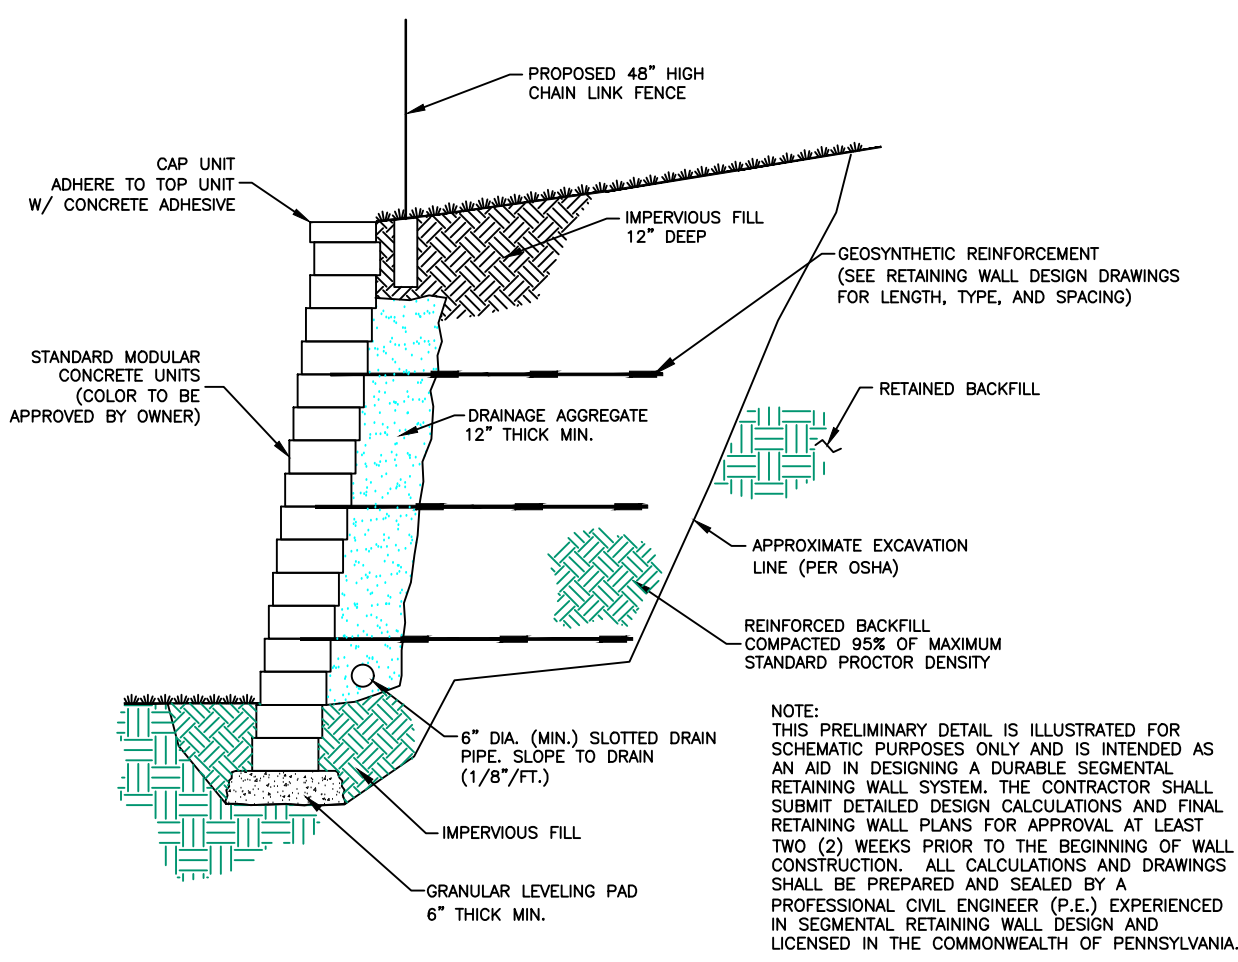 PROPOSED 48” HIGH
CHAIN LINK FENCE
CAP UNIT
ADHERE TO TOP UNIT
W/ CONCRETE ADHESIVE
IMPERVIOUS FILL
12” DEEP
GEOSYNTHETIC REINFORCEMENT
(SEE RETAINING WALL DESIGN DRAWINGS
FOR LENGTH, TYPE, AND SPACING)
STANDARD MODULAR
CONCRETE UNITS
(COLOR TO BE
APPROVED BY OWNER)
RETAINED BACKFILL
DRAINAGE AGGREGATE
12” THICK MIN.
APPROXIMATE EXCAVATION
LINE (PER OSHA)
REINFORCED BACKFILL
COMPACTED 95% OF MAXIMUM
STANDARD PROCTOR DENSITY
6” DIA. (MIN.) SLOTTED DRAIN
PIPE. SLOPE TO DRAIN
(1/8”/FT.)
IMPERVIOUS FILL
GRANULAR LEVELING PAD
6” THICK MIN.
NOTE:
THIS PRELIMINARY DETAIL IS ILLUSTRATED FOR
SCHEMATIC PURPOSES ONLY AND IS INTENDED AS
AN AID IN DESIGNING A DURABLE SEGMENTAL
RETAINING WALL SYSTEM. THE CONTRACTOR SHALL
SUBMIT DETAILED DESIGN CALCULATIONS AND FINAL
RETAINING WALL PLANS FOR APPROVAL AT LEAST
TWO (2) WEEKS PRIOR TO THE BEGINNING OF WALL
CONSTRUCTION. ALL CALCULATIONS AND DRAWINGS
SHALL BE PREPARED AND SEALED BY A
PROFESSIONAL CIVIL ENGINEER (P.E.) EXPERIENCED
IN SEGMENTAL RETAINING WALL DESIGN AND
LICENSED IN THE COMMONWEALTH OF PENNSYLVANIA.